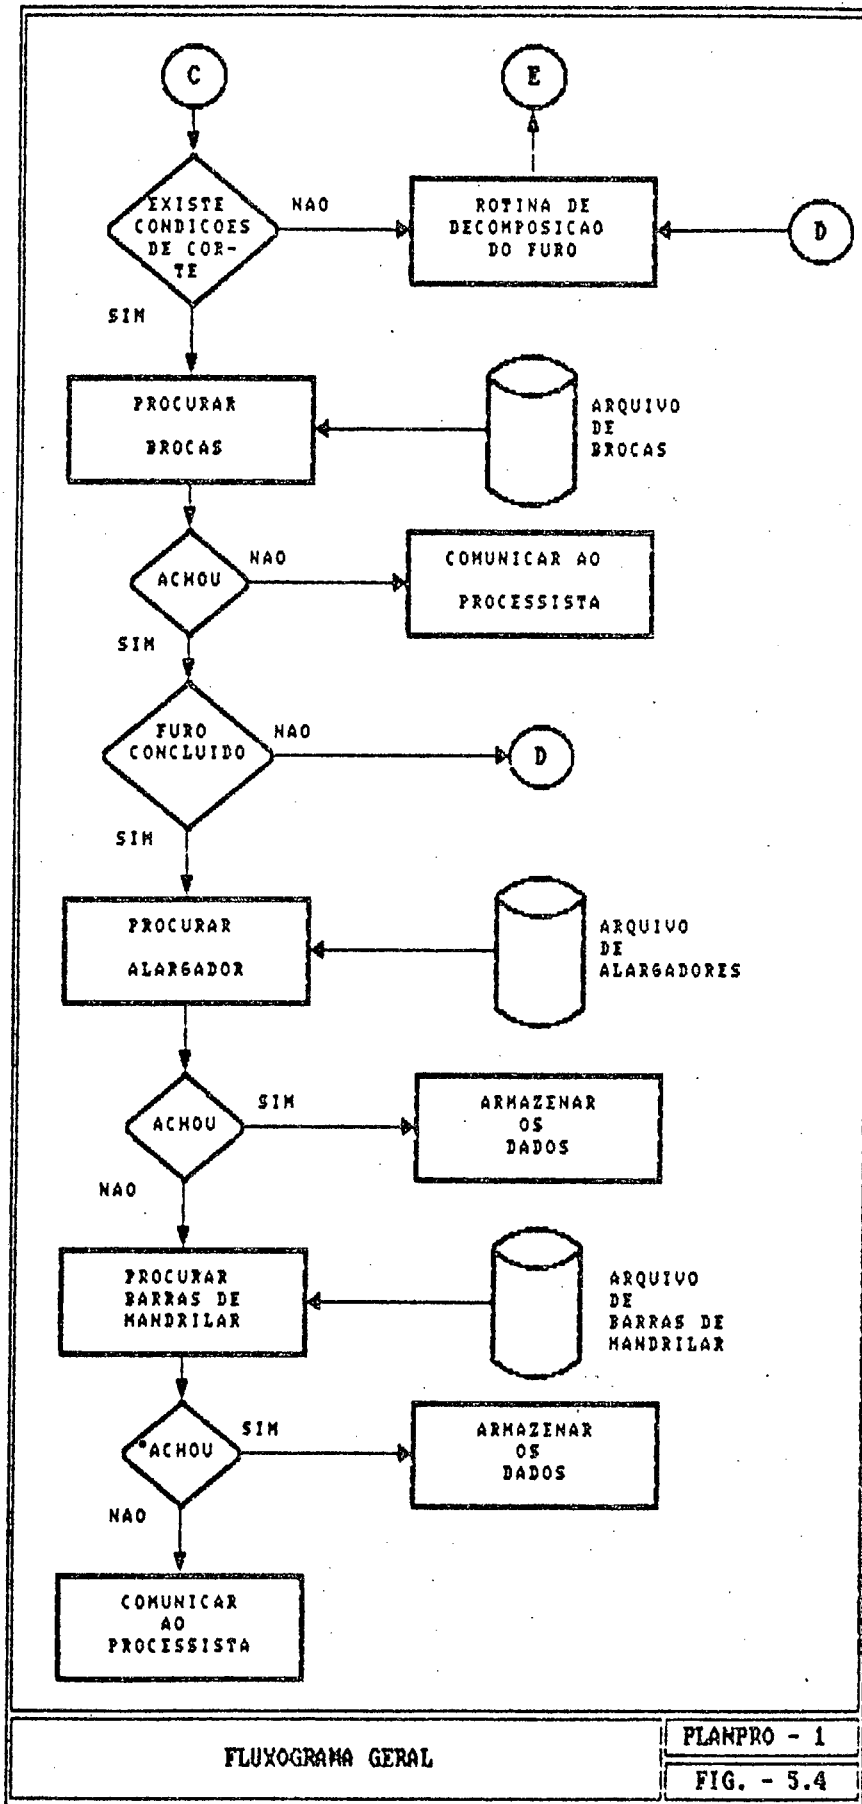 C
E
EXISTE
CONDICOES
DE COR-
TE
NAO
ROTINA DE
DECOMPOSICAO
DO FURO
D
SIM
PROCURAR
BROCAS
ARQUIVO
DE
BROCAS
ACHOU
NAO
COMUNICAR AO
PROCESSISTA
SIM
FURO
CONCLUIDO
NAO
D
SIM
PROCURAR
ALARGADOR
ARQUIVO
DE
ALARGADORES
ACHOU
SIM
ARMAZENAR
OS
DADOS
NAO
PROCURAR
BARRAS DE
MANDRILAR
ARQUIVO
DE
BARRAS DE
MANDRILAR
ACHOU
SIM
ARMAZENAR
OS
DADOS
NAO
COMUNICAR
AO
PROCESSISTA
FLUXOGRAMA GERAL
PLANPRO - 1
FIG. - 5.4